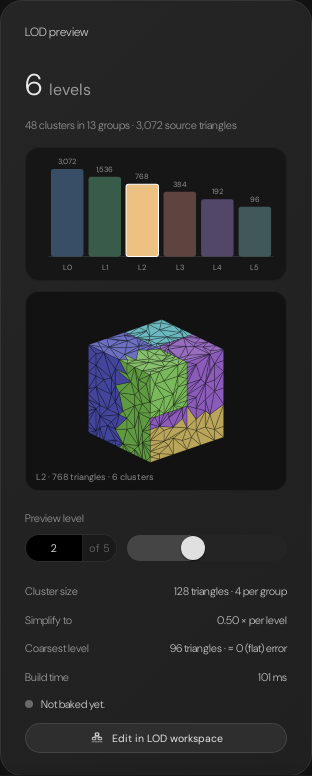 LOD preview
6 levels
48 clusters in 13 groups · 3,072 source triangles
3,072
1,536
768
384
192
96
L0 L1 L2 L3 L4 L5
L2 · 768 triangles · 6 clusters
Preview level
2 of 5
Cluster size 128 triangles · 4 per group
Simplify to 0.50 × per level
Coarsest level 96 triangles · ≈ 0 (flat) error
Build time 101 ms
Not baked yet.
Edit in LOD workspace